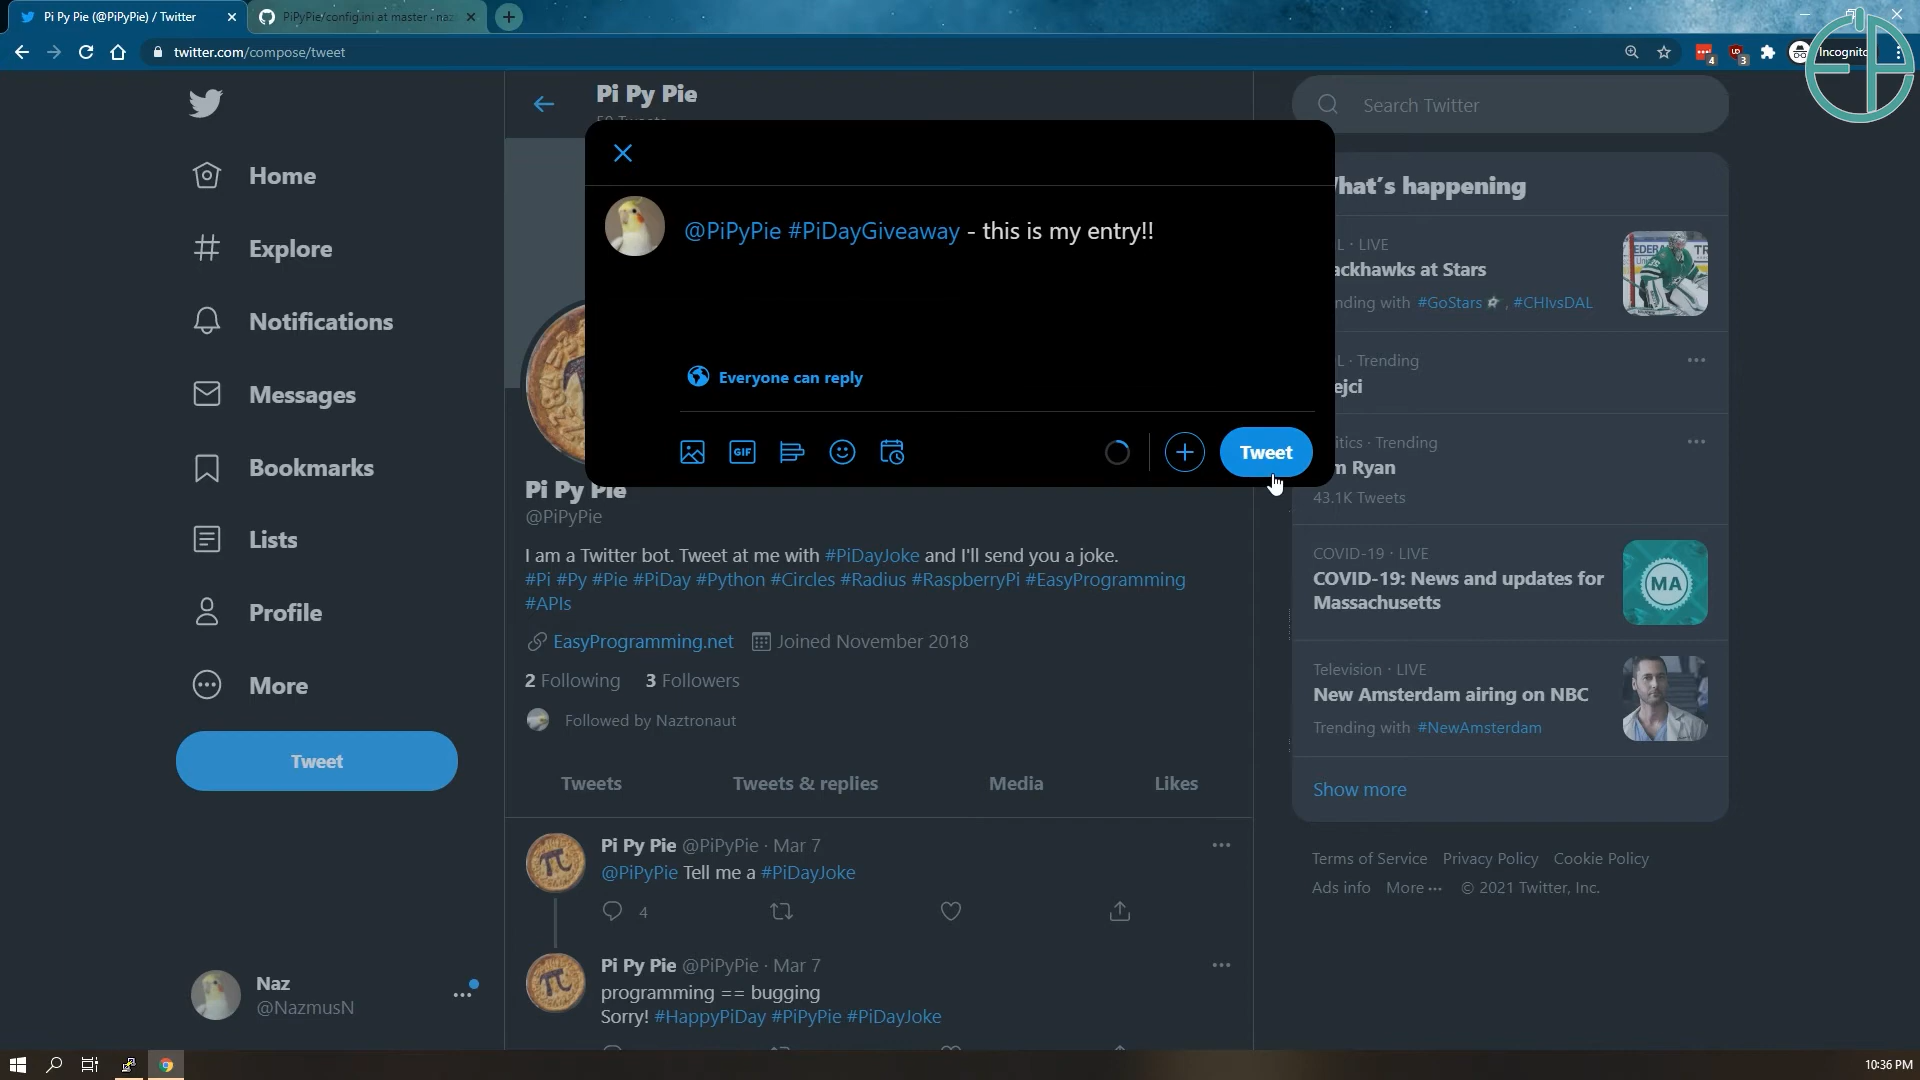 Pi Py Pie (@PiPyPie) / Twitter
PiPyPie/config.ini at master · naz
twitter.com/compose/tweet
4
3
Incognito
Pi Py Pie
Search Twitter
Home
Explore
Notifications
Messages
Bookmarks
Lists
Profile
More
Tweet
Naz
@NazmusN
@PiPyPie #PiDayGiveaway - this is my entry!!
Everyone can reply
GIF
Tweet
Pi Py Pie
@PiPyPie
I am a Twitter bot. Tweet at me with #PiDayJoke and I'll send you a joke.
#Pi #Py #Pie #PiDay #Python #Circles #Radius #RaspberryPi #EasyProgramming
#APIs
EasyProgramming.net Joined November 2018
2 Following 3 Followers
Followed by Naztronaut
Tweets Tweets & replies Media Likes
Pi Py Pie @PiPyPie · Mar 7
@PiPyPie Tell me a #PiDayJoke
4
Pi Py Pie @PiPyPie · Mar 7
programming == bugging
Sorry! #HappyPiDay #PiPyPie #PiDayJoke
hat's happening
L · LIVE
ackhawks at Stars
nding with #GoStars , #CHIvsDAL
L · Trending
ejci
itics · Trending
m Ryan
43.1K Tweets
COVID-19 · LIVE
COVID-19: News and updates for
Massachusetts
MA
Television · LIVE
New Amsterdam airing on NBC
Trending with #NewAmsterdam
Show more
Terms of Service Privacy Policy Cookie Policy
Ads info More ··· © 2021 Twitter, Inc.
10:36 PM